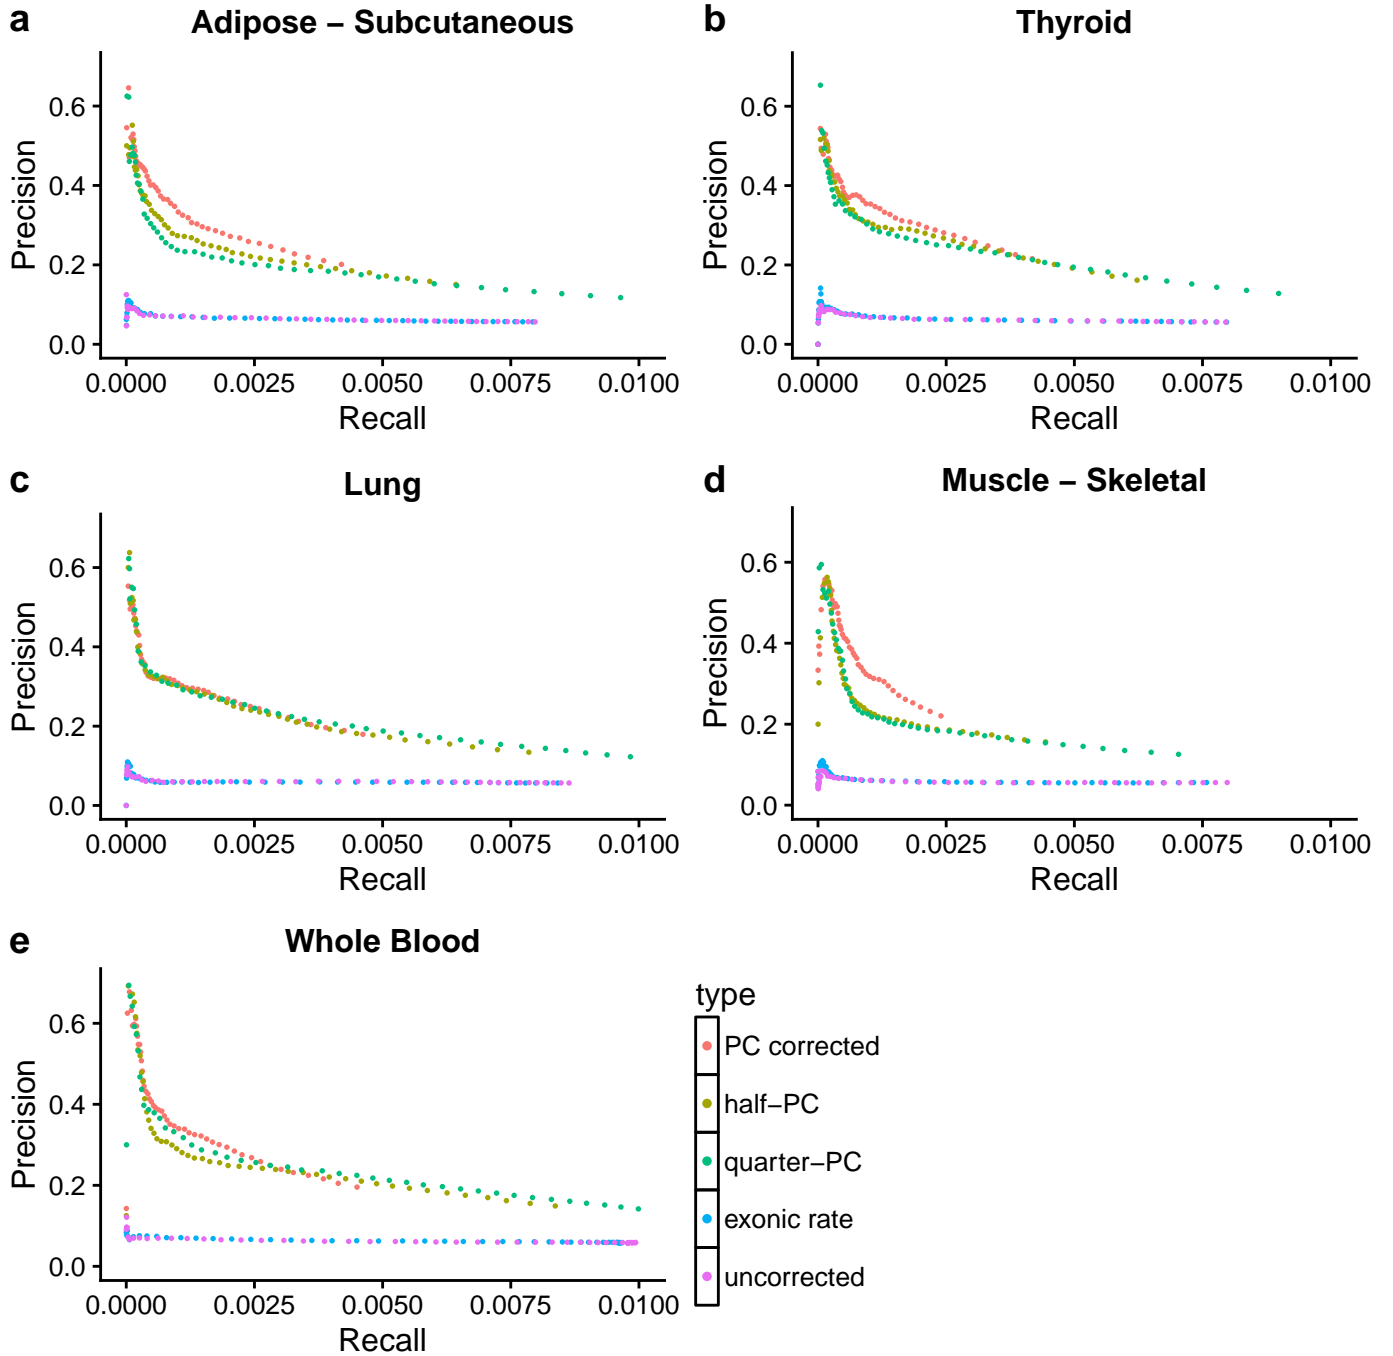 a Adipose – Subcutaneous
Precision
0.6
0.4
0.2
0.0
0.0000 0.0025 0.0050 0.0075 0.0100
Recall
b Thyroid
Precision
0.6
0.4
0.2
0.0
0.0000 0.0025 0.0050 0.0075 0.0100
Recall
c Lung
Precision
0.6
0.4
0.2
0.0
0.0000 0.0025 0.0050 0.0075 0.0100
Recall
d Muscle – Skeletal
Precision
0.6
0.4
0.2
0.0
0.0000 0.0025 0.0050 0.0075 0.0100
Recall
e Whole Blood
Precision
0.6
0.4
0.2
0.0
0.0000 0.0025 0.0050 0.0075 0.0100
Recall
type
PC corrected
half–PC
quarter–PC
exonic rate
uncorrected